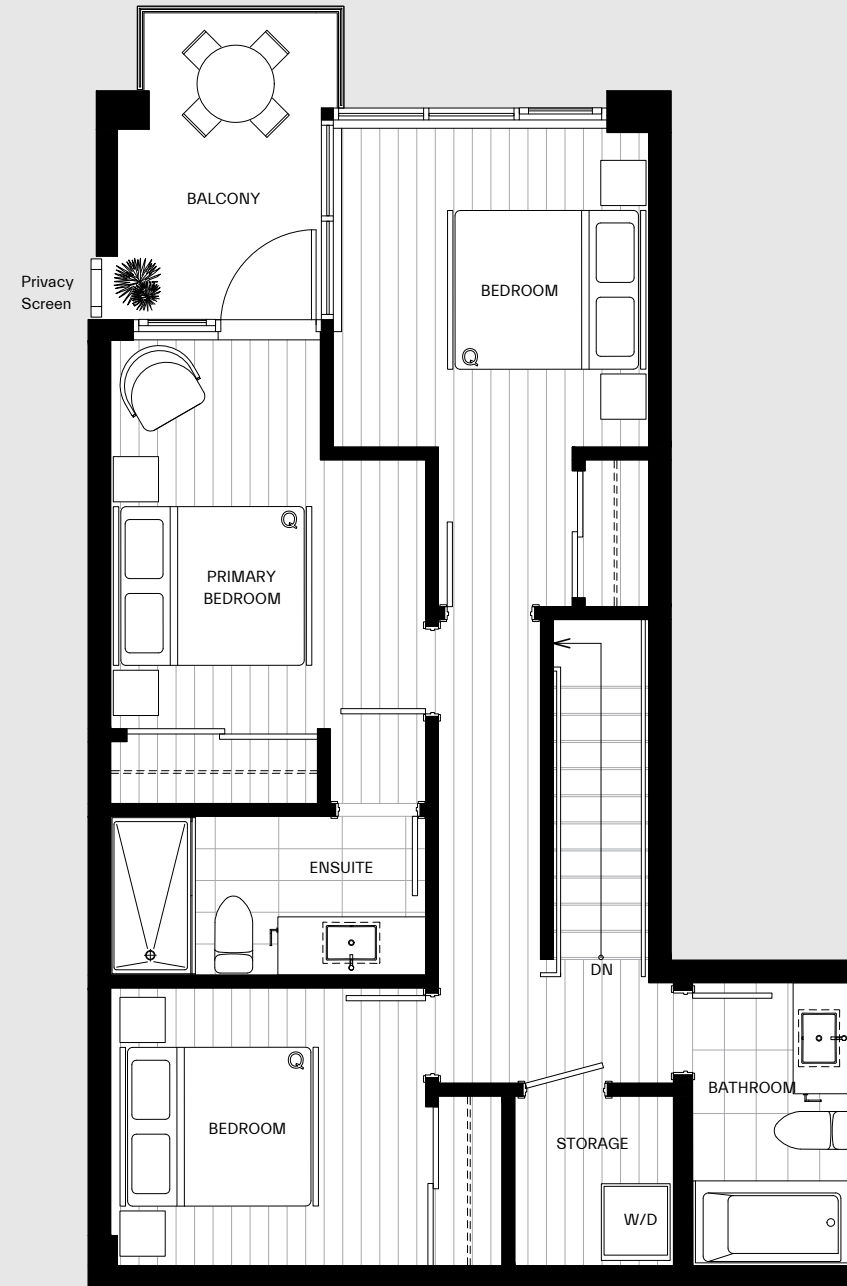 BALCONY
Privacy
Screen
BEDROOM
Q
Q
PRIMARY
BEDROOM
ENSUITE
DN
Q
BEDROOM
BATHROOM
STORAGE
W/D